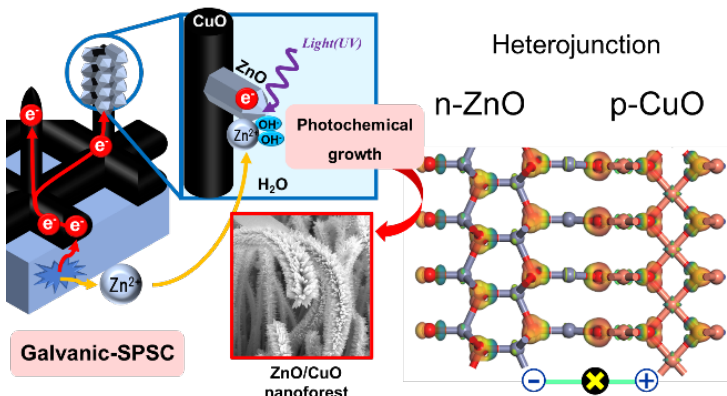 CuO
ZnO
Light(UV)
e-
Zn2+
OH-
OH-
H2O
Photochemical
growth
e-
e-
e-
e-
Zn2+
Galvanic-SPSC
ZnO/CuO
nanoforest
Heterojunction
n-ZnO p-CuO
− × +